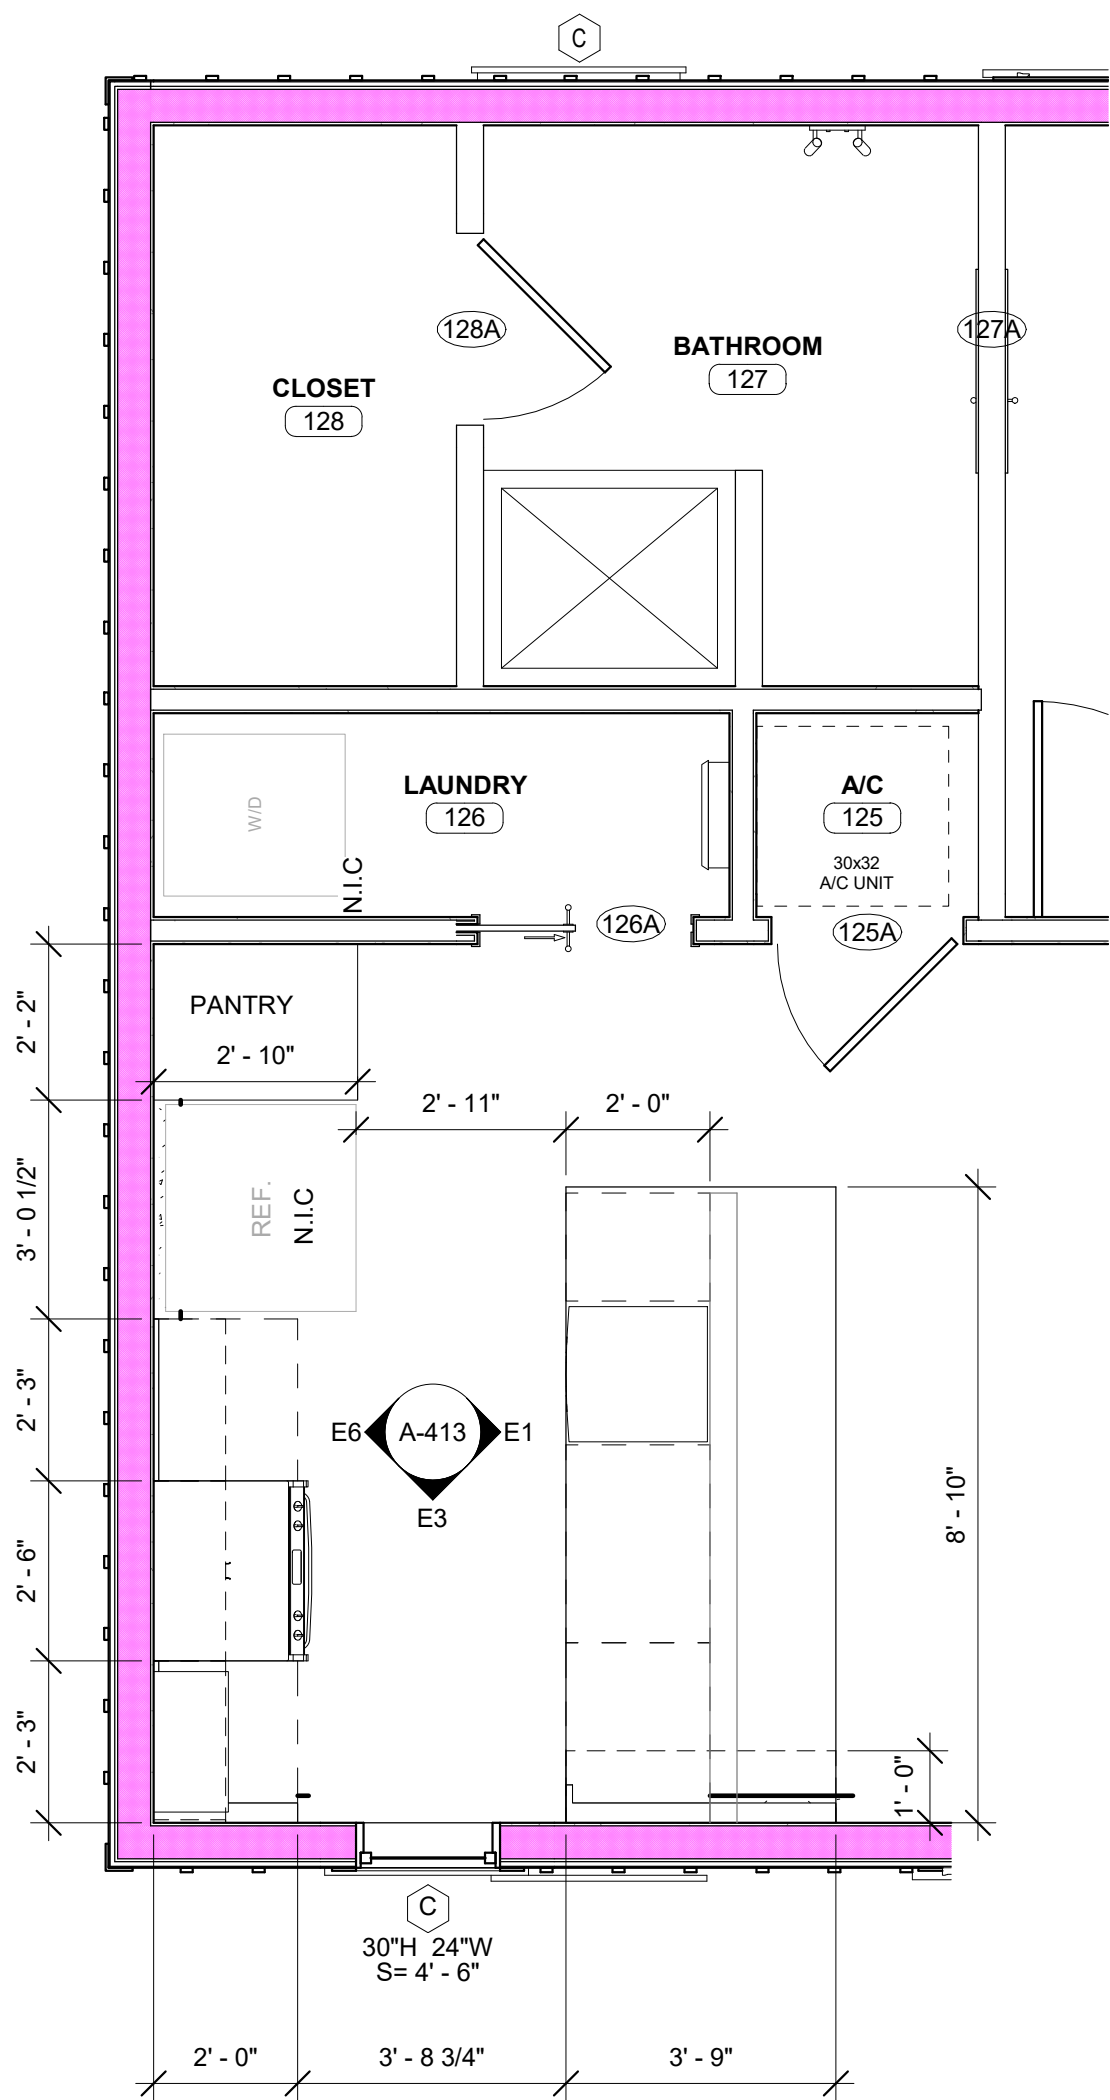 C
128A
BATHROOM
127
127A
CLOSET
128
LAUNDRY
126
W/D
N.I.C
A/C
125
30x32
A/C UNIT
126A
125A
PANTRY
2' - 10"
2' - 2"
2' - 11"
2' - 0"
3' - 0 1/2"
REF.
N.I.C
2' - 3"
E6
A-413
E1
E3
8' - 10"
2' - 6"
2' - 3"
1' - 0"
C
30"H 24"W
S= 4' - 6"
2' - 0"
3' - 8 3/4"
3' - 9"